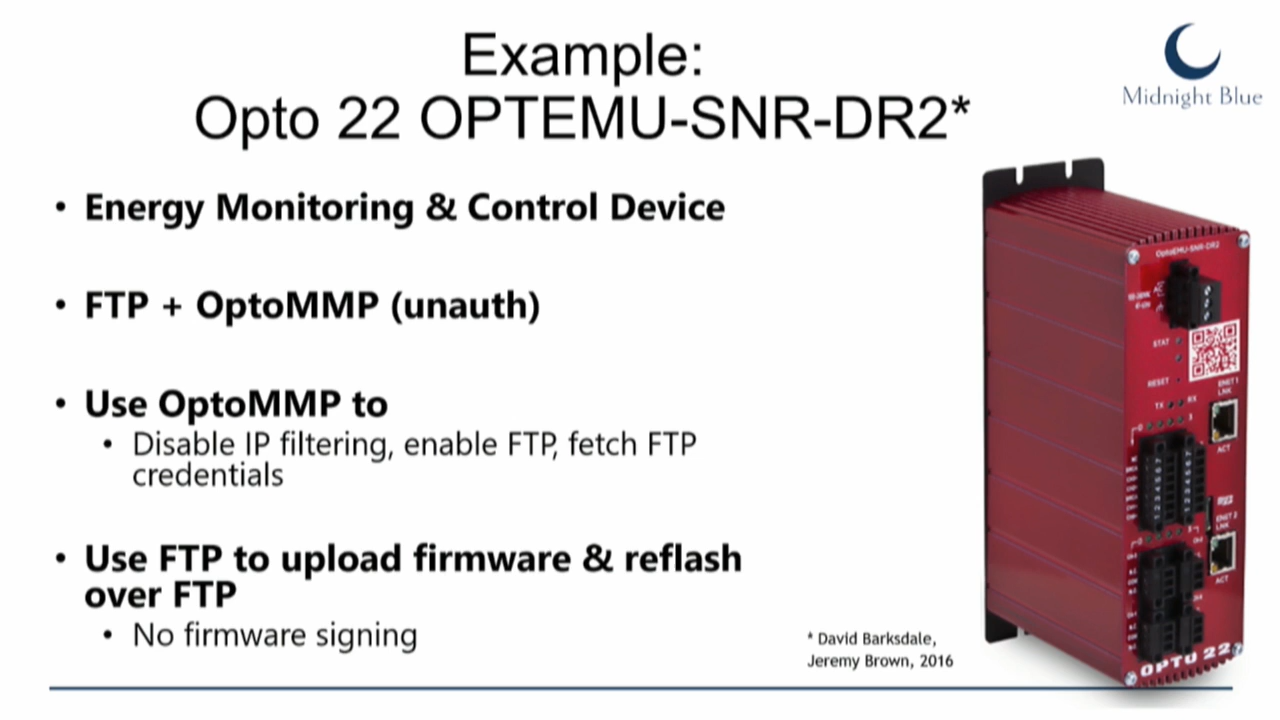 Example:
Opto 22 OPTEMU-SNR-DR2*
Midnight Blue
• Energy Monitoring & Control Device
• FTP + OptoMMP (unauth)
• Use OptoMMP to
• Disable IP filtering, enable FTP, fetch FTP
credentials
• Use FTP to upload firmware & reflash
over FTP
• No firmware signing
* David Barksdale,
Jeremy Brown, 2016
OptoEMU-SNR-DR2
STAT
RESET
ENET 1
LNK
TX
RX
ACT
ENET 2
LNK
ACT
OPTO 22